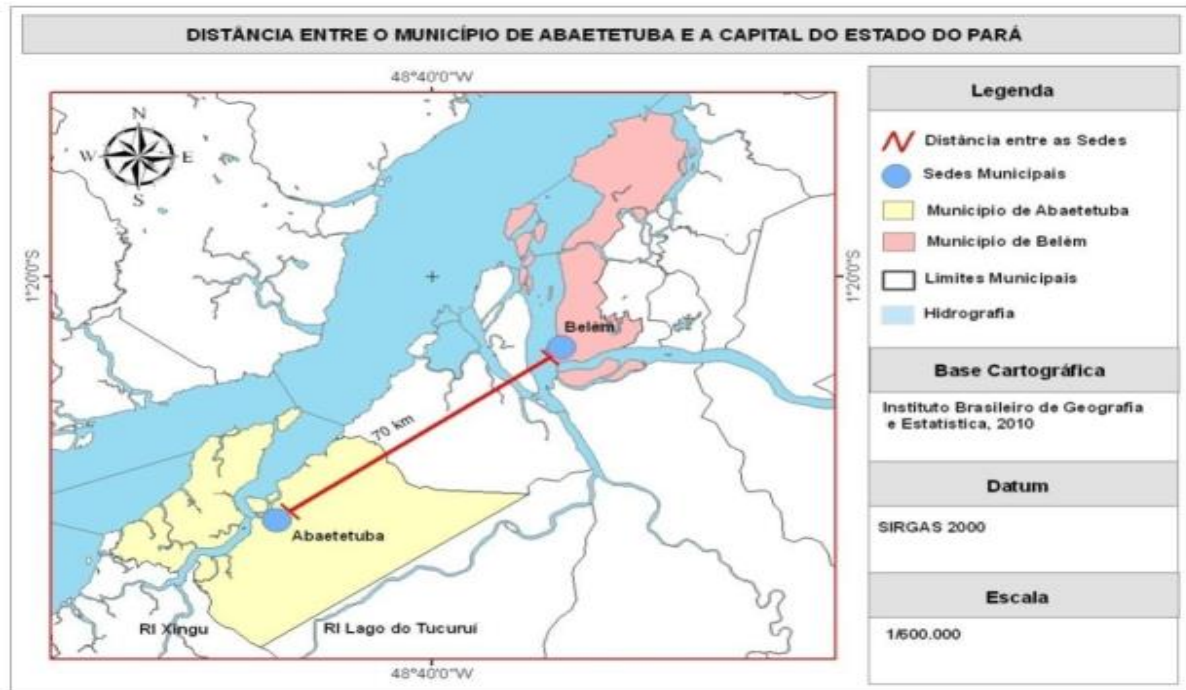 DISTÂNCIA ENTRE O MUNICÍPIO DE ABAETETUBA E A CAPITAL DO ESTADO DO PARÁ
48°40'0"W
N
W
E
S
1°20'0"S
1°20'0"S
Belém
70 km
Abaetetuba
RI Xingu
RI Lago do Tucuruí
48°40'0"W
Legenda
Distância entre as Sedes
Sedes Municipais
Município de Abaetetuba
Município de Belém
Limites Municipais
Hidrografia
Base Cartográfica
Instituto Brasileiro de Geografia
e Estatística, 2010
Datum
SIRGAS 2000
Escala
1/600.000